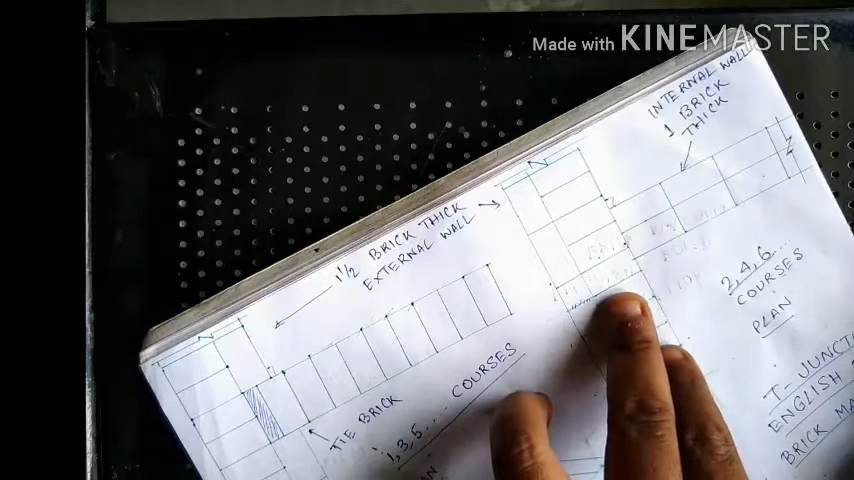 Made with KINEMASTER
INTERNAL WALL
1 BRICK
THICK
1½ BRICK THICK
EXTERNAL WALL
2, 4, 6 ...
COURSES
PLAN
TIE BRICK
1, 3, 5 .... COURSES
T- JUNCT
ENGLISH
BRICK MA